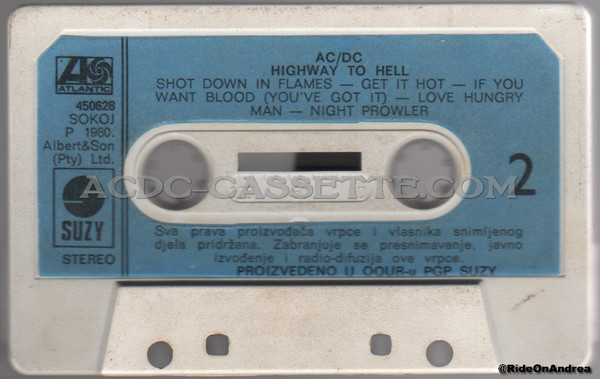 AC/DC
HIGHWAY TO HELL
SHOT DOWN IN FLAMES — GET IT HOT — IF YOU
WANT BLOOD (YOU'VE GOT IT) — LOVE HUNGRY
MAN — NIGHT PROWLER
ATLANTIC
450628
SOKOJ
P 1980.
Albert&Son
(Pty) Ltd.
SUZY
STEREO
2
ACDC-CASSETTE.COM
Sva prava proizvođača vrpce i vlasnika snimljenog
djela pridržana. Zabranjuje se presnimavanje, javno
izvođenje i radio-difuzija ove vrpce.
PROIZVEDENO U OOUR-u PGP SUZY
@RideOnAndrea